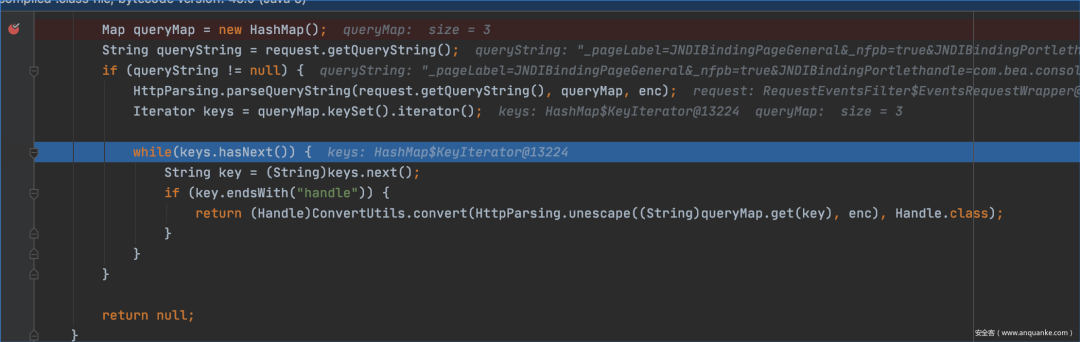 Map queryMap = new HashMap(); queryMap: size = 3
String queryString = request.getQueryString(); queryString: "_pageLabel=JNDIBindingPageGeneral&_nfpb=true&JNDIBindingPortleth
if (queryString != null) { queryString: "_pageLabel=JNDIBindingPageGeneral&_nfpb=true&JNDIBindingPortlethandle=com.bea.consol
HttpParsing.parseQueryString(request.getQueryString(), queryMap, enc); request: RequestEventsFilter$EventsRequestWrapper@
Iterator keys = queryMap.keySet().iterator(); keys: HashMap$KeyIterator@13224 queryMap: size = 3
while(keys.hasNext()) { keys: HashMap$KeyIterator@13224
String key = (String)keys.next();
if (key.endsWith("handle")) {
return (Handle)ConvertUtils.convert(HttpParsing.unescape((String)queryMap.get(key), enc), Handle.class);
}
}
}
return null;
}
安全客（www.anquanke.com）